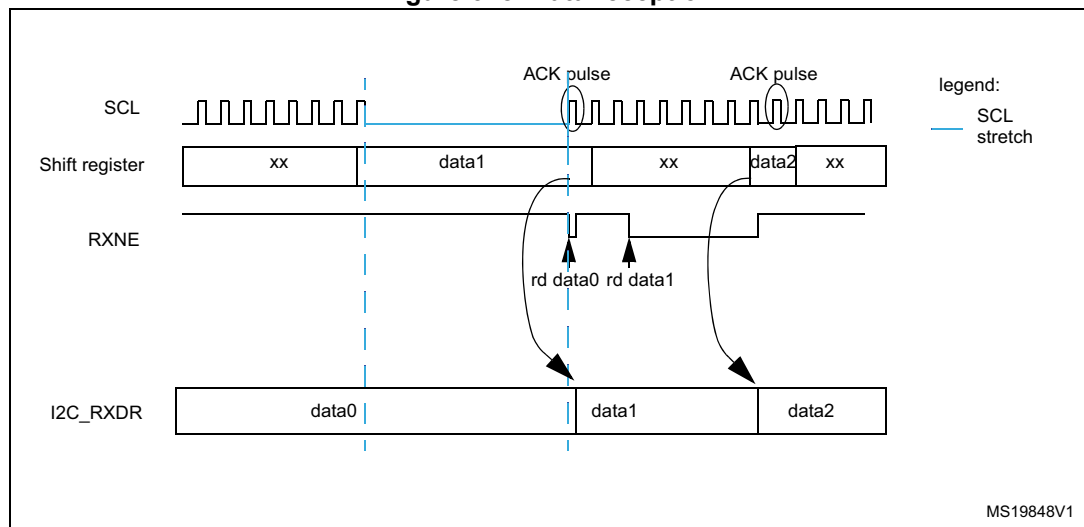 ACK pulse ACK pulse
legend:
SCL
SCL
stretch
Shift register xx data1 xx data2 xx
RXNE
rd data0 rd data1
I2C_RXDR data0 data1 data2
MS19848V1